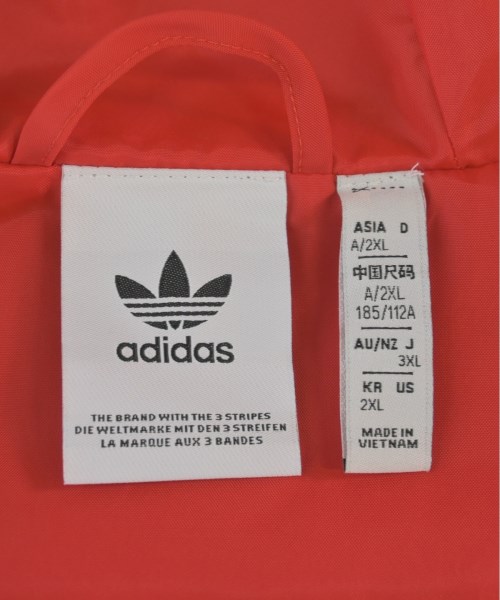 adidas
THE BRAND WITH THE 3 STRIPES
DIE WELTMARKE MIT DEN 3 STREIFEN
LA MARQUE AUX 3 BANDES
ASIA D
A/2XL
中国尺码
A/2XL
185/112A
AU/NZ J
3XL
KR US
2XL
MADE IN
VIETNAM